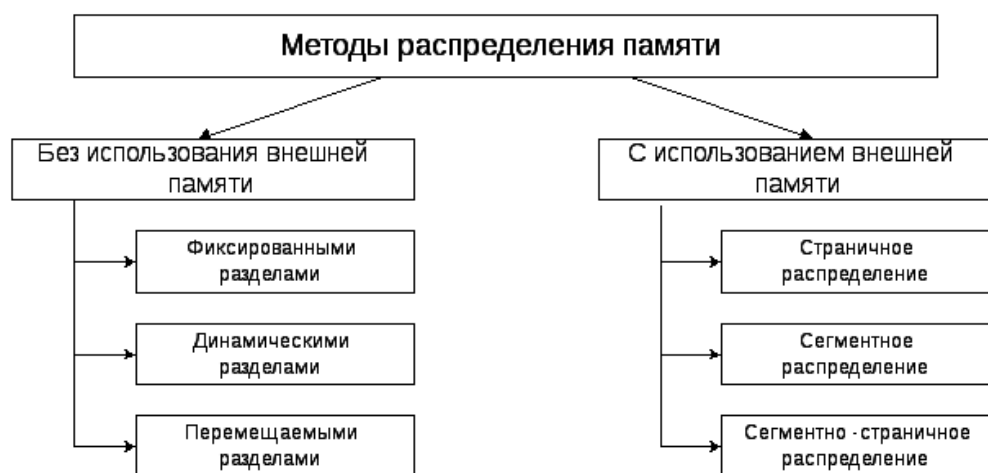 Методы распределения памяти
Без использования внешней
памяти
Фиксированными
разделами
Динамическими
разделами
Перемещаемыми
разделами
С использованием внешней
памяти
Страничное
распределение
Сегментное
распределение
Сегментно - страничное
распределение